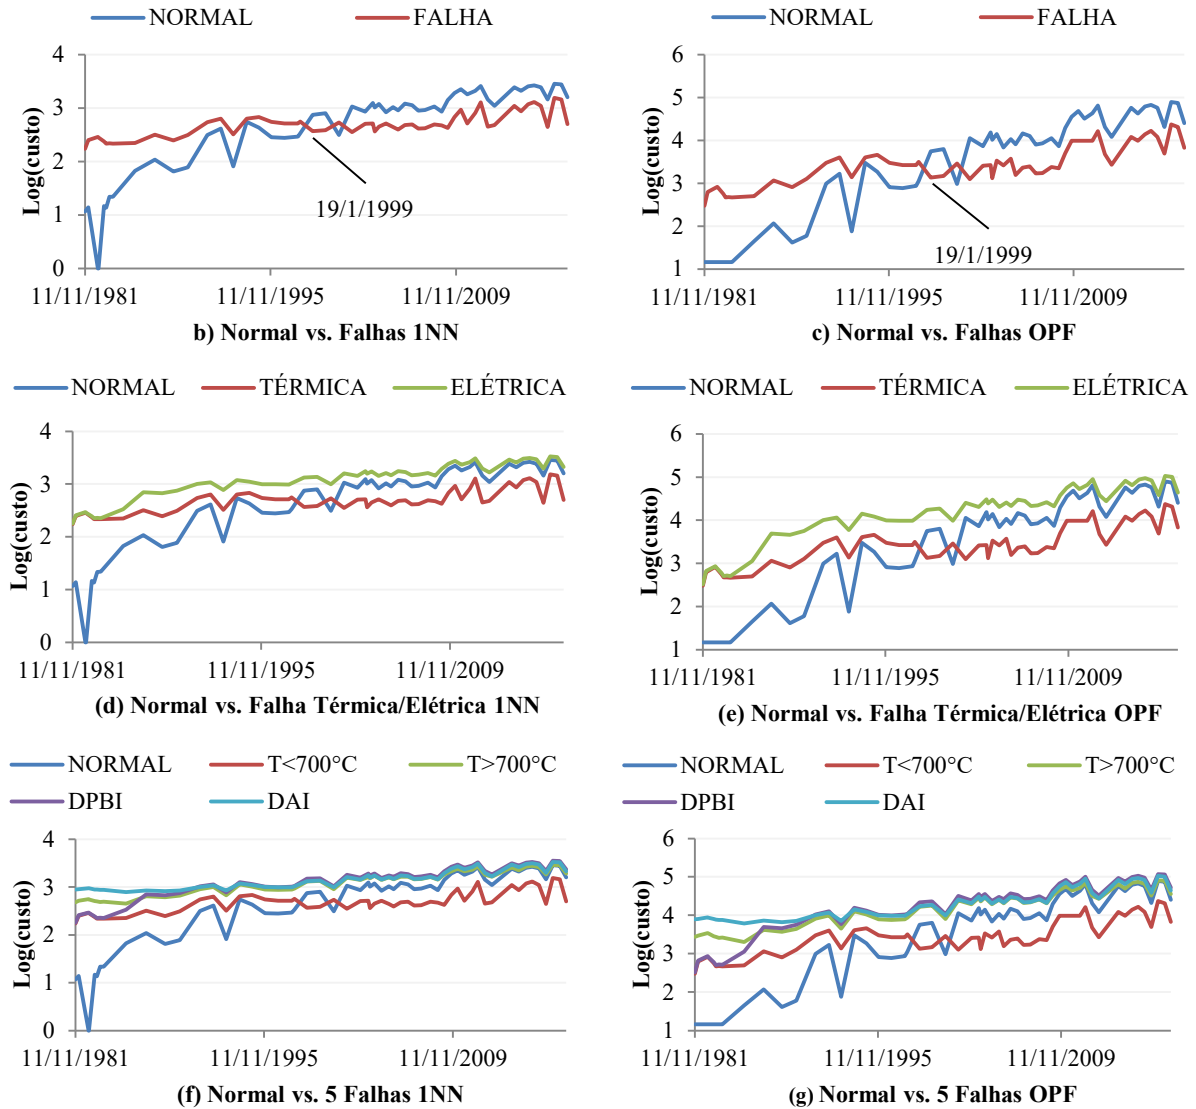 NORMAL FALHA
4
3
2
1
0
Log(custo)
19/1/1999
11/11/1981 11/11/1995 11/11/2009
b) Normal vs. Falhas 1NN
NORMAL FALHA
6
5
4
3
2
1
Log(custo)
19/1/1999
11/11/1981 11/11/1995 11/11/2009
c) Normal vs. Falhas OPF
NORMAL TÉRMICA ELÉTRICA
4
3
2
1
0
Log(custo)
11/11/1981 11/11/1995 11/11/2009
(d) Normal vs. Falha Térmica/Elétrica 1NN
NORMAL TÉRMICA ELÉTRICA
6
5
4
3
2
1
Log(custo)
11/11/1981 11/11/1995 11/11/2009
(e) Normal vs. Falha Térmica/Elétrica OPF
NORMAL T<700°C T>700°C
DPBI DAI
4
3
2
1
0
Log(custo)
11/11/1981 11/11/1995 11/11/2009
(f) Normal vs. 5 Falhas 1NN
NORMAL T<700°C T>700°C
DPBI DAI
6
5
4
3
2
1
Log(custo)
11/11/1981 11/11/1995 11/11/2009
(g) Normal vs. 5 Falhas OPF